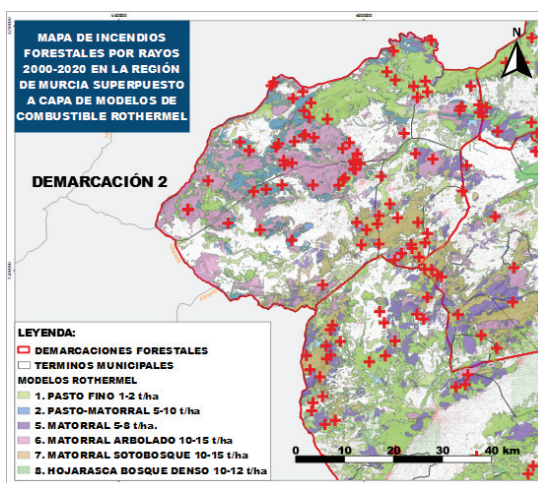 MAPA DE INCENDIOS
FORESTALES POR RAYOS
2000-2020 EN LA REGIÓN
DE MURCIA SUPERPUESTO
A CAPA DE MODELOS DE
COMBUSTIBLE ROTHERMEL
N
DEMARCACIÓN 2
LEYENDA:
DEMARCACIONES FORESTALES
TERMINOS MUNICIPALES
MODELOS ROTHERMEL
1. PASTO FINO 1-2 t/ha
2. PASTO-MATORRAL 5-10 t/ha
5. MATORRAL 5-8 t/ha.
6. MATORRAL ARBOLADO 10-15 t/ha
7. MATORRAL SOTOBOSQUE 10-15 t/ha
8. HOJARASCA BOSQUE DENSO 10-12 t/ha
0 10 20 30 40 km